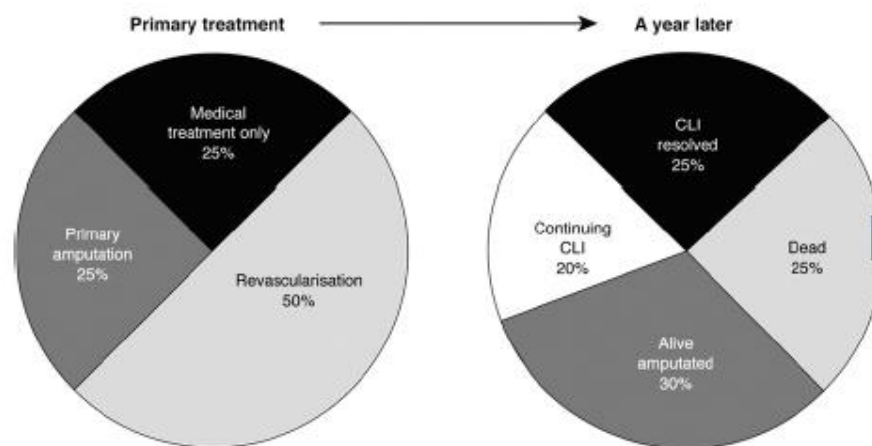 Primary treatment
A year later
Medical
treatment only
25%
Primary
amputation
25%
Revascularisation
50%
CLI
resolved
25%
Continuing
CLI
20%
Dead
25%
Alive
amputated
30%